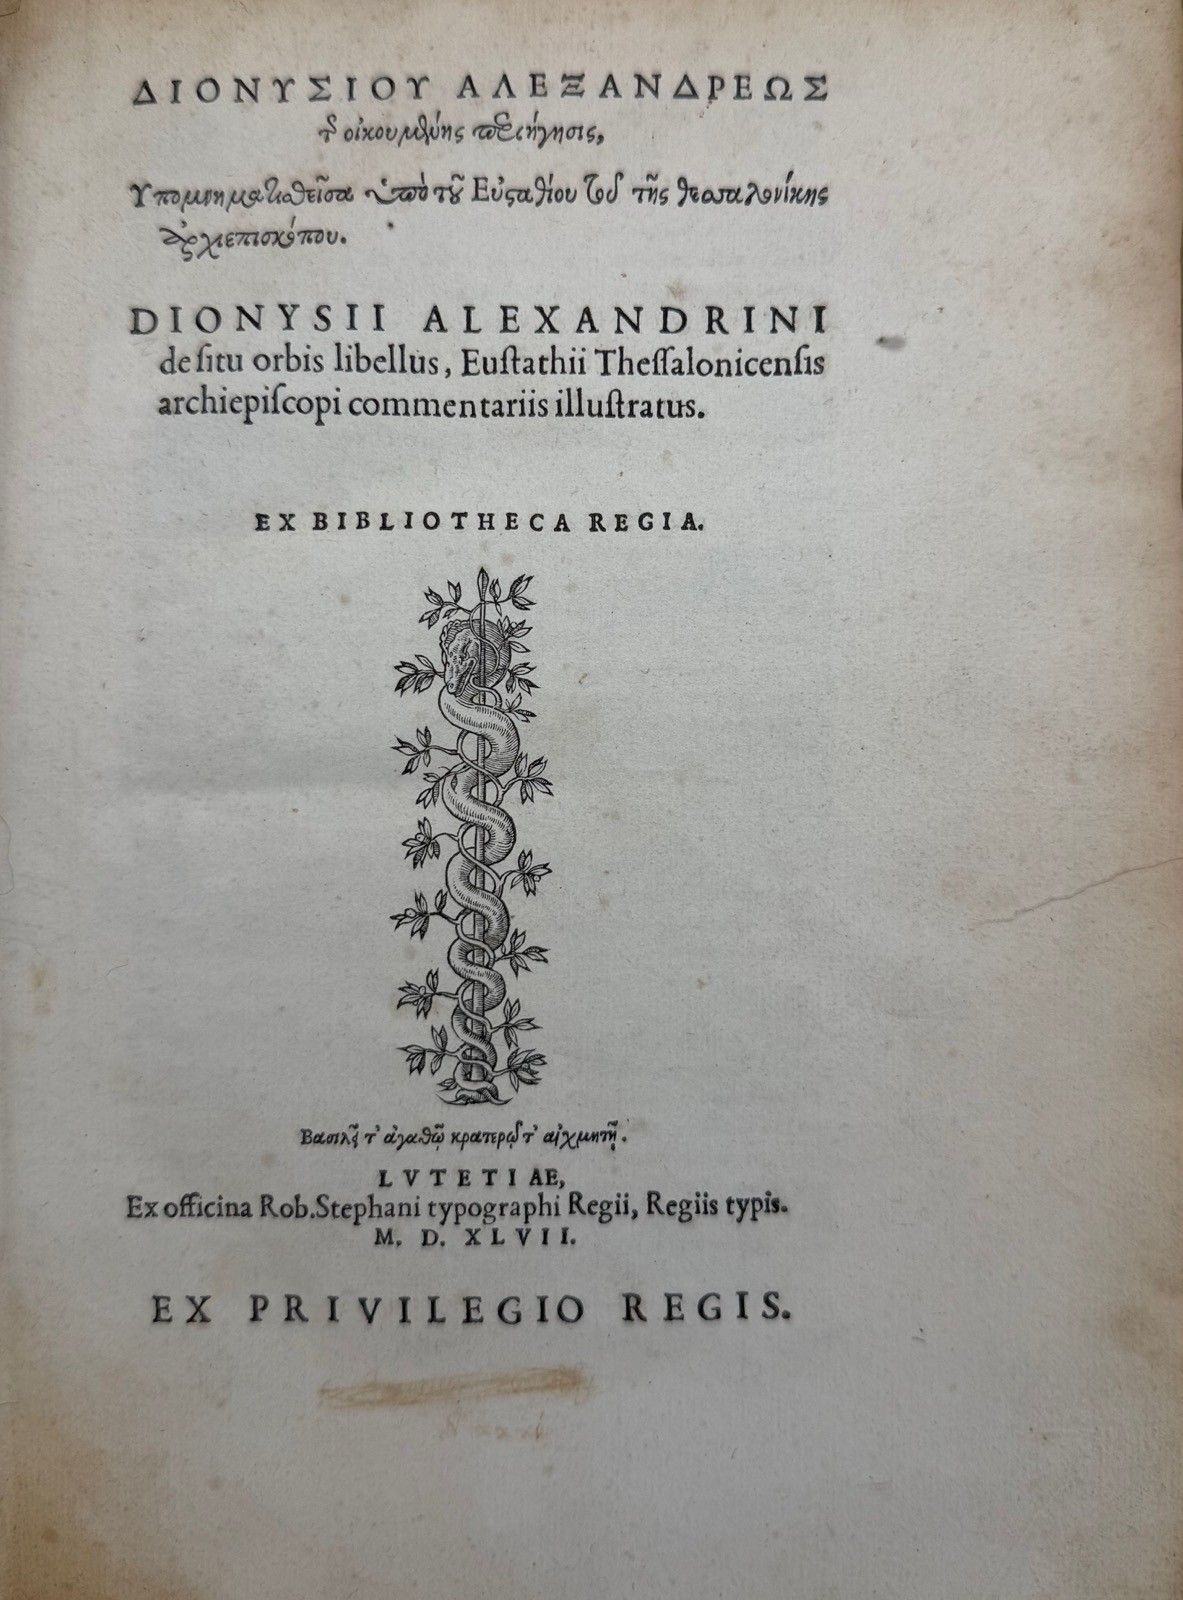 ΔΙΟΝΥΣΙΟΥ ΑΛΕΞΑΝΔΡΕΩΣ
τ῀ οἰκουμένης περιήγησις,
Υπομνηματισθεῖσα ὑπὸ τοῦ Εὐσταθίου τοῦ τῆς θεσσαλονίκης
ἀρχιεπισκόπου.
DIONYSII ALEXANDRINI
de ſitu orbis libellus, Euſtathii Theſſalonicenſis
archiepiſcopi commentariis illuſtratus.
EX BIBLIOTHECA REGIA.
Βασιλεῖ τ' ἀγαθῷ κρατερῷ τ' αἰχμητῇ.
LVTETIAE,
Ex officina Rob. Stephani typographi Regii, Regiis typis.
M. D. XLVII.
EX PRIVILEGIO REGIS.